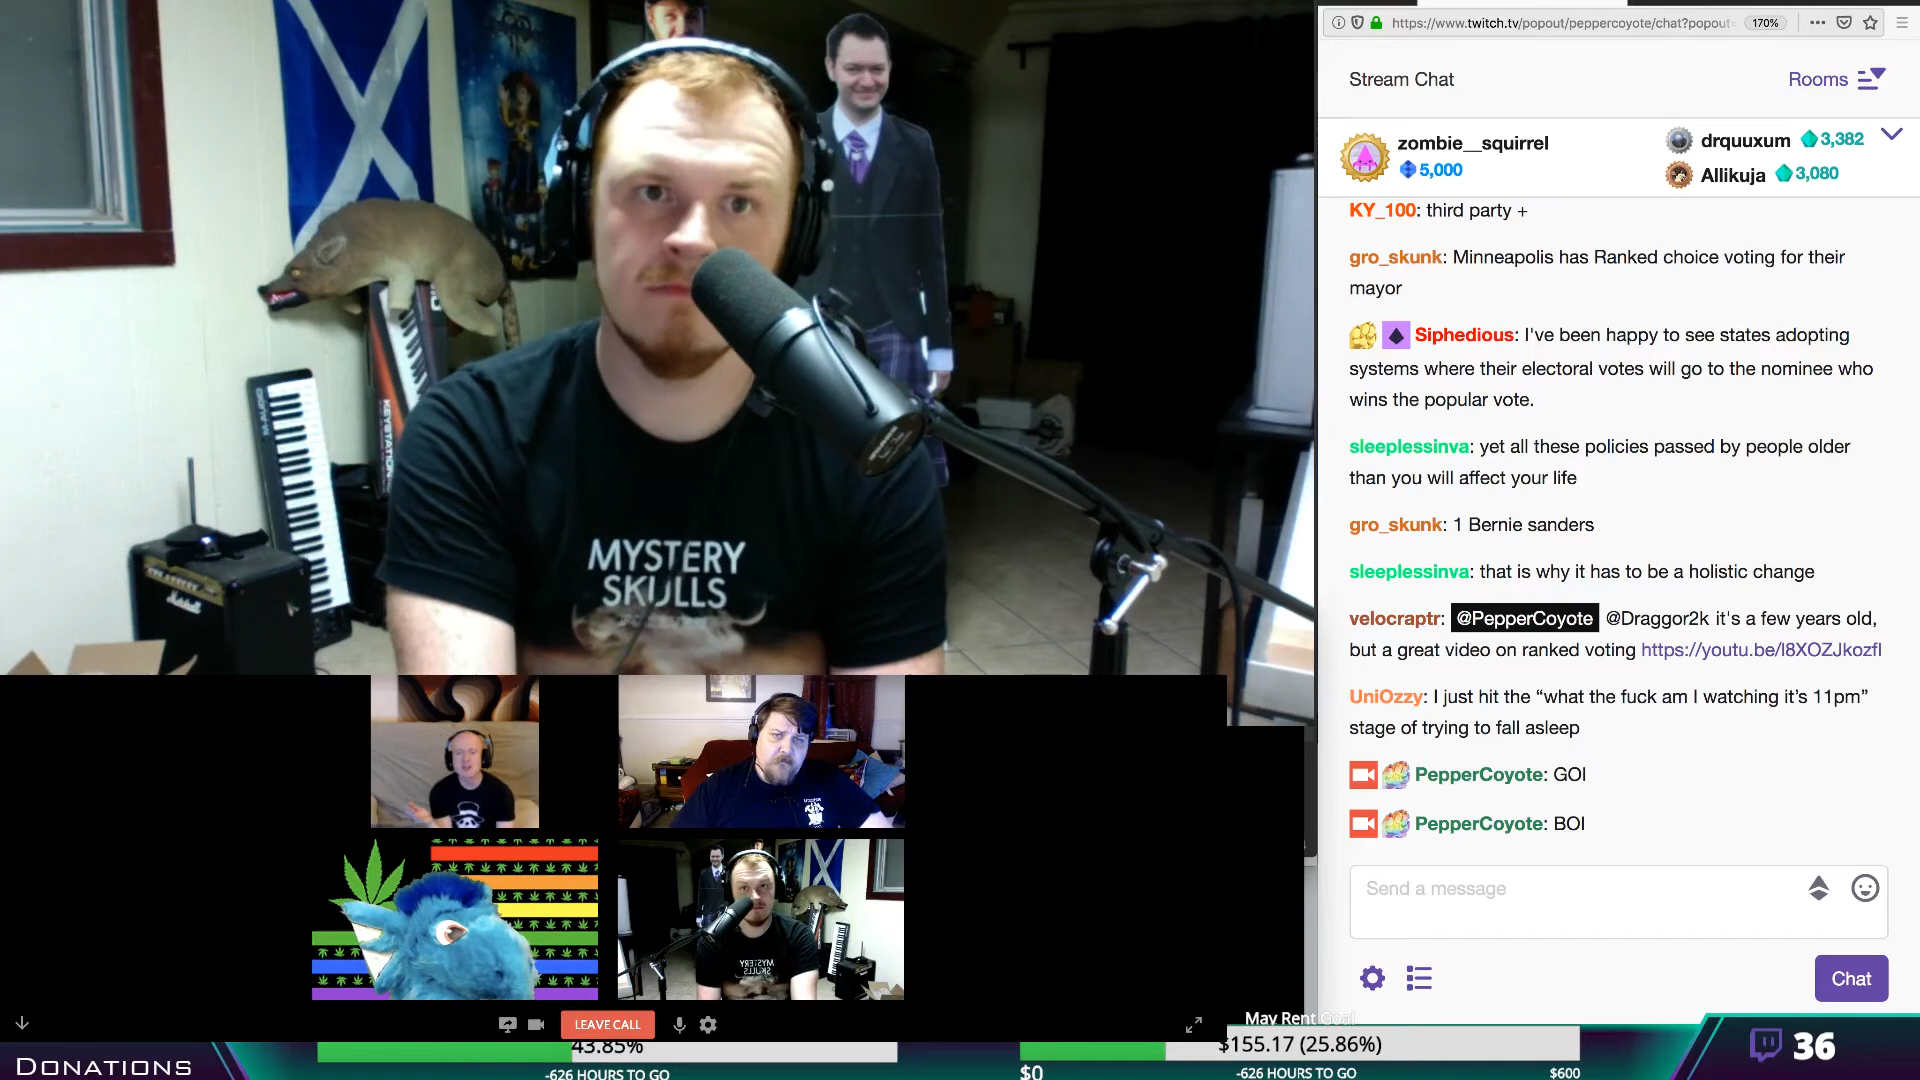 https://www.twitch.tv/popout/peppercoyote/chat?popout=
170%
Stream Chat
Rooms
zombie__squirrel
5,000
drquuxum 3,382
Allikuja 3,080
KY_100: third party +
gro_skunk: Minneapolis has Ranked choice voting for their
mayor
Siphedious: I've been happy to see states adopting
systems where their electoral votes will go to the nominee who
wins the popular vote.
sleeplessinva: yet all these policies passed by people older
than you will affect your life
gro_skunk: 1 Bernie sanders
sleeplessinva: that is why it has to be a holistic change
velocraptr: @PepperCoyote @Draggor2k it's a few years old,
but a great video on ranked voting https://youtu.be/l8XOZJkozfI
UniOzzy: I just hit the “what the fuck am I watching it’s 11pm”
stage of trying to fall asleep
PepperCoyote: GOI
PepperCoyote: BOI
Send a message
Chat
MYSTERY
SKULLS
KEYSTATION
M-AUDIO
Marshall
MYSTERY
SKULLS
LEAVE CALL
May Rent Goal
DONATIONS
43.85%
-626 HOURS TO GO
$155.17 (25.86%)
$0
-626 HOURS TO GO
$600
36